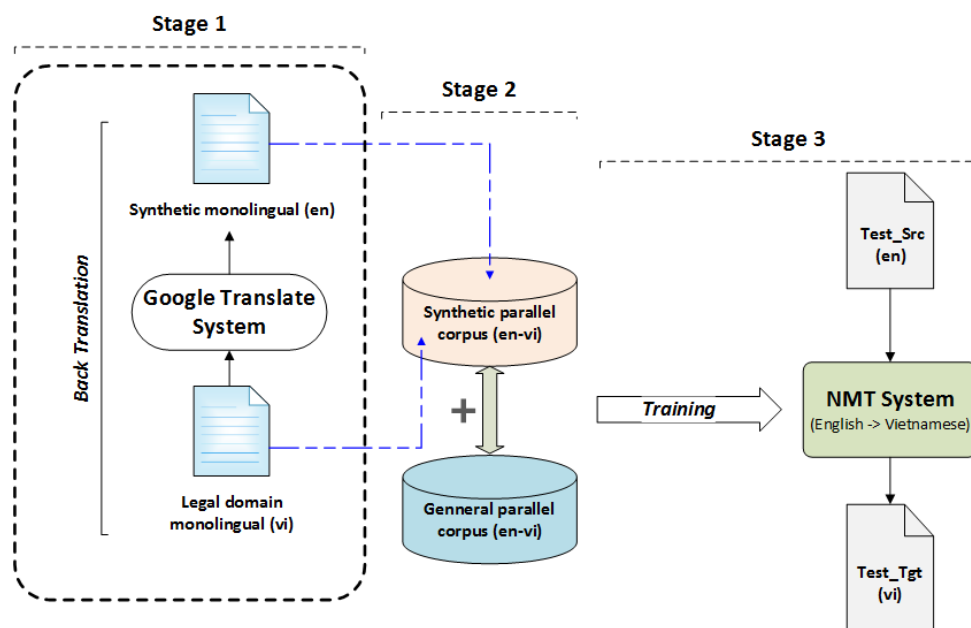 Stage 1
Stage 2
Stage 3
Back Translation
Synthetic monolingual (en)
Google Translate
System
Legal domain
monolingual (vi)
Synthetic parallel
corpus (en-vi)
+
Genneral parallel
corpus (en-vi)
Training
Test_Src
(en)
NMT System
(English -> Vietnamese)
Test_Tgt
(vi)